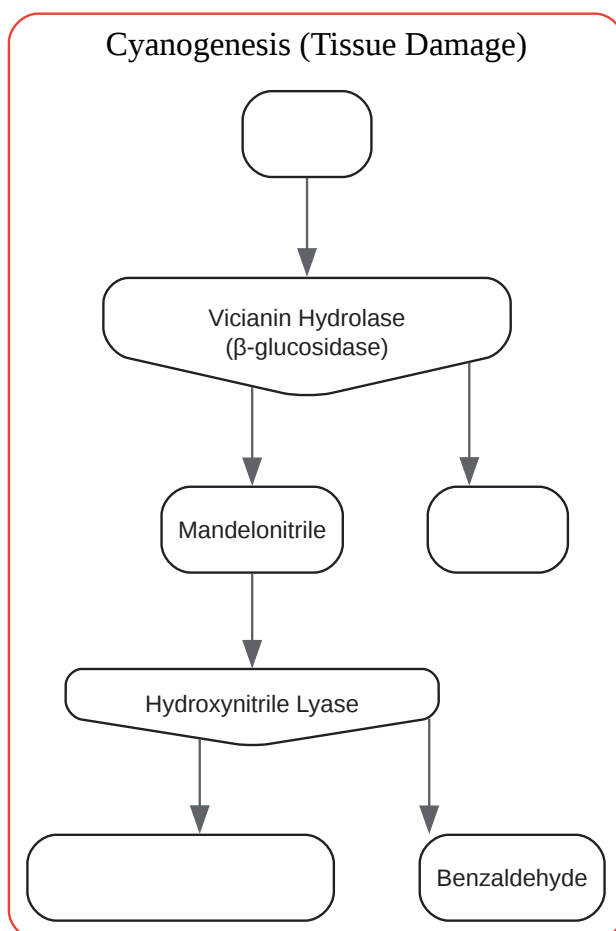 Cyanogenesis (Tissue Damage)
Vicianin Hydrolase
(β-glucosidase)
Mandelonitrile
Hydroxynitrile Lyase
Benzaldehyde